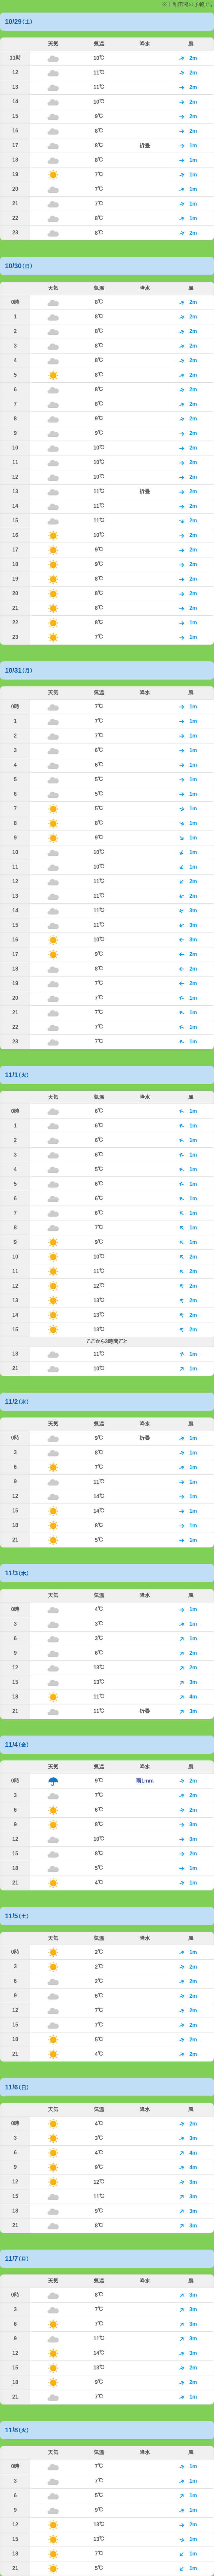 ※十和田湖の予報です
10/29(土)
天気 気温 降水 風
11時 10℃ 2m
12 11℃ 2m
13 11℃ 2m
14 10℃ 2m
15 9℃ 2m
16 8℃ 2m
17 8℃ 折曇 1m
18 8℃ 1m
19 7℃ 1m
20 7℃ 1m
21 7℃ 1m
22 8℃ 1m
23 8℃ 2m
10/30(日)
天気 気温 降水 風
0時 8℃ 2m
1 8℃ 2m
2 8℃ 2m
3 8℃ 2m
4 8℃ 2m
5 8℃ 2m
6 8℃ 2m
7 8℃ 2m
8 9℃ 2m
9 9℃ 2m
10 10℃ 2m
11 10℃ 2m
12 10℃ 2m
13 11℃ 折曇 2m
14 11℃ 2m
15 11℃ 2m
16 10℃ 2m
17 9℃ 2m
18 9℃ 2m
19 8℃ 2m
20 8℃ 2m
21 8℃ 2m
22 8℃ 1m
23 7℃ 1m
10/31(月)
天気 気温 降水 風
0時 7℃ 1m
1 7℃ 1m
2 7℃ 1m
3 6℃ 1m
4 6℃ 1m
5 5℃ 1m
6 5℃ 1m
7 5℃ 1m
8 8℃ 1m
9 9℃ 1m
10 10℃ 1m
11 10℃ 1m
12 11℃ 2m
13 11℃ 2m
14 11℃ 3m
15 11℃ 3m
16 10℃ 3m
17 9℃ 2m
18 8℃ 2m
19 7℃ 2m
20 7℃ 1m
21 7℃ 1m
22 7℃ 1m
23 7℃ 1m
11/1(火)
天気 気温 降水 風
0時 6℃ 1m
1 6℃ 1m
2 6℃ 1m
3 6℃ 1m
4 5℃ 1m
5 6℃ 1m
6 6℃ 1m
7 6℃ 1m
8 7℃ 1m
9 9℃ 1m
10 10℃ 2m
11 11℃ 2m
12 12℃ 2m
13 13℃ 2m
14 13℃ 2m
15 13℃ 2m
ここから3時間ごと
18 11℃ 1m
21 10℃ 1m
11/2(水)
天気 気温 降水 風
0時 9℃ 折曇 1m
3 8℃ 1m
6 7℃ 1m
9 11℃ 1m
12 14℃ 1m
15 14℃ 1m
18 8℃ 1m
21 5℃ 1m
11/3(木)
天気 気温 降水 風
0時 4℃ 1m
3 3℃ 1m
6 3℃ 1m
9 6℃ 2m
12 13℃ 2m
15 13℃ 3m
18 11℃ 4m
21 11℃ 折曇 3m
11/4(金)
天気 気温 降水 風
0時 9℃ 雨1mm 2m
3 7℃ 2m
6 6℃ 2m
9 8℃ 3m
12 10℃ 3m
15 8℃ 2m
18 5℃ 1m
21 4℃ 1m
11/5(土)
天気 気温 降水 風
0時 2℃ 1m
3 2℃ 2m
6 2℃ 2m
9 6℃ 2m
12 7℃ 2m
15 7℃ 2m
18 5℃ 2m
21 4℃ 2m
11/6(日)
天気 気温 降水 風
0時 4℃ 2m
3 3℃ 3m
6 4℃ 4m
9 9℃ 4m
12 12℃ 3m
15 11℃ 3m
18 9℃ 3m
21 8℃ 3m
11/7(月)
天気 気温 降水 風
0時 8℃ 3m
3 7℃ 3m
6 7℃ 3m
9 11℃ 3m
12 14℃ 3m
15 13℃ 2m
18 9℃ 2m
21 7℃ 1m
11/8(火)
天気 気温 降水 風
0時 7℃ 1m
3 7℃ 1m
6 5℃ 1m
9 9℃ 1m
12 13℃ 2m
15 13℃ 1m
18 7℃ 1m
21 5℃ 1m